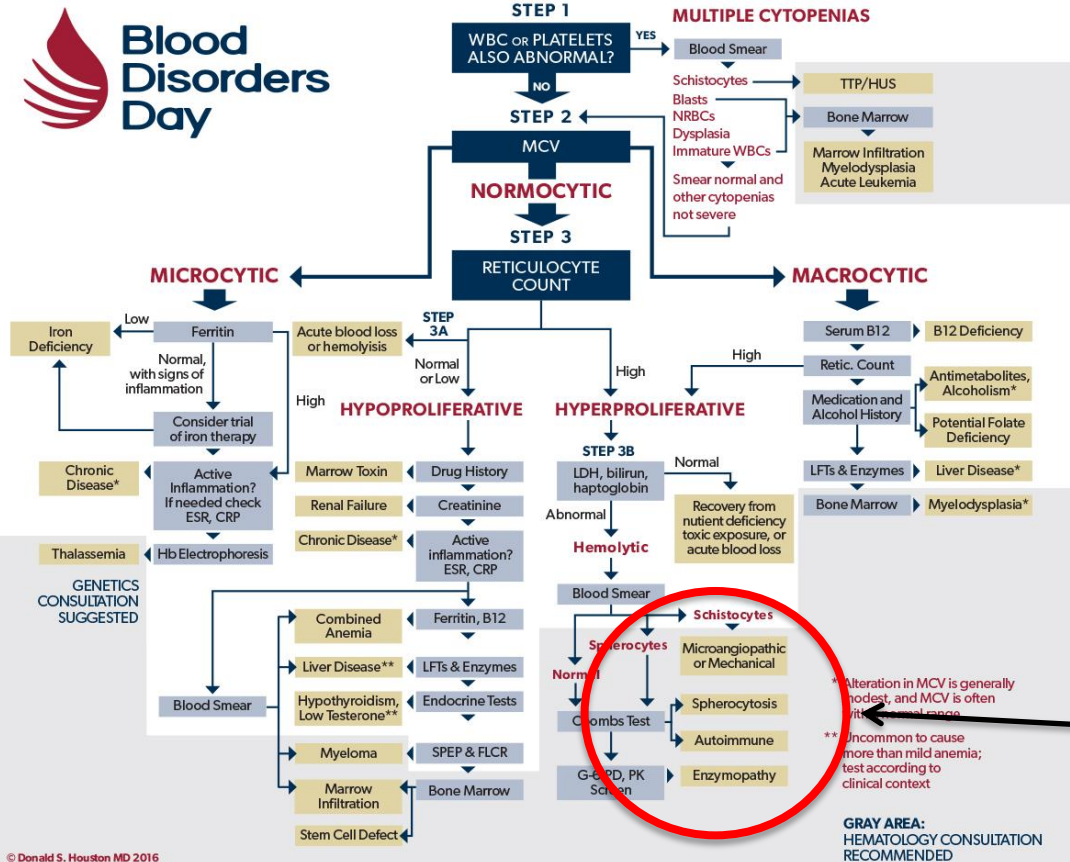 Blood
Disorders
Day
STEP 1
WBC OR PLATELETS
ALSO ABNORMAL?
YES
NO
MULTIPLE CYTOPENIAS
Blood Smear
Schistocytes
TTP/HUS
Blasts
NRBCs
Dysplasia
Immature WBCs
Bone Marrow
Marrow Infiltration
Myelodysplasia
Acute Leukemia
Smear normal and
other cytopenias
not severe
STEP 2
MCV
NORMOCYTIC
STEP 3
RETICULOCYTE
COUNT
MICROCYTIC
Low
Ferritin
Iron
Deficiency
Normal,
with signs of
inflammation
High
Consider trial
of iron therapy
Chronic
Disease*
Active
Inflammation?
If needed check
ESR, CRP
Thalassemia
Hb Electrophoresis
GENETICS
CONSULTATION
SUGGESTED
STEP
3A
Acute blood loss
or hemolyisis
Normal
or Low
HYPOPROLIFERATIVE
Marrow Toxin
Drug History
Renal Failure
Creatinine
Chronic Disease*
Active
inflammation?
ESR, CRP
Combined
Anemia
Ferritin, B12
Liver Disease**
LFTs & Enzymes
Blood Smear
Hypothyroidism,
Low Testerone**
Endocrine Tests
Myeloma
SPEP & FLCR
Marrow
Infiltration
Bone Marrow
Stem Cell Defect
High
HYPERPROLIFERATIVE
STEP 3B
LDH, bilirun,
haptoglobin
Normal
Recovery from
nutient deficiency
toxic exposure, or
acute blood loss
Abnormal
Hemolytic
Blood Smear
Schistocytes
Microangiopathic
or Mechanical
Spherocytes
Normal
Coombs Test
Spherocytosis
Autoimmune
G-6PD, PK
Screen
Enzymopathy
MACROCYTIC
Serum B12
B12 Deficiency
High
Retic. Count
Medication and
Alcohol History
Antimetabolites,
Alcoholism*
Potential Folate
Deficiency
LFTs & Enzymes
Liver Disease*
Bone Marrow
Myelodysplasia*
* Alteration in MCV is generally
modest, and MCV is often
normal range
** Uncommon to cause
more than mild anemia;
test according to
clinical context
GRAY AREA:
HEMATOLOGY CONSULTATION
RECOMMENDED
© Donald S. Houston MD 2016